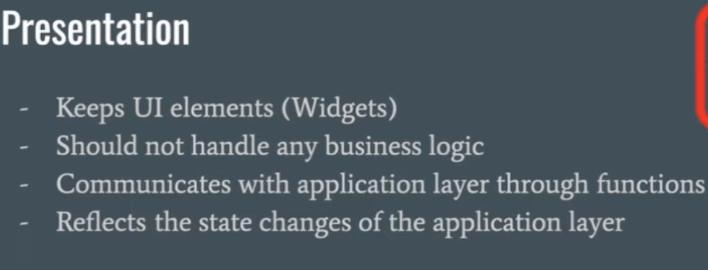 Presentation
- Keeps UI elements (Widgets)
- Should not handle any business logic
- Communicates with application layer through functions
- Reflects the state changes of the application layer